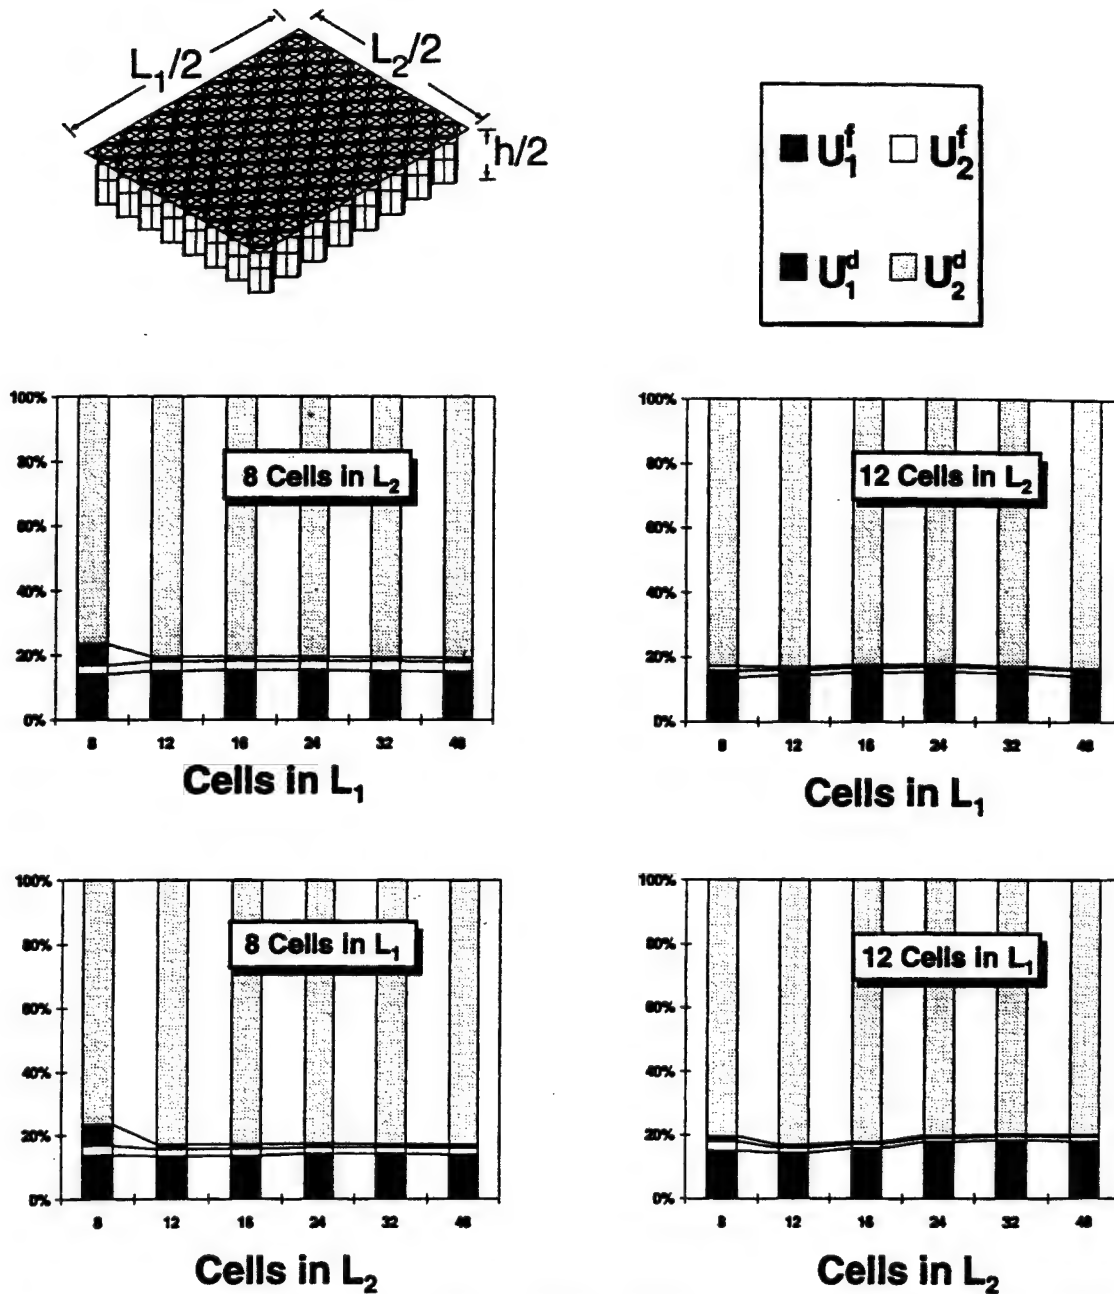 L₁/2
L₂/2
h/2
U₁ᶠ U₂ᶠ
U₁ᵈ U₂ᵈ
100%
80%
60%
40%
20%
0%
8 Cells in L₂
8 12 16 24 32 48
Cells in L₁
100%
80%
60%
40%
20%
0%
12 Cells in L₂
8 12 16 24 32 48
Cells in L₁
100%
80%
60%
40%
20%
0%
8 Cells in L₁
8 12 16 24 32 48
Cells in L₂
100%
80%
60%
40%
20%
0%
12 Cells in L₁
8 12 16 24 32 48
Cells in L₂